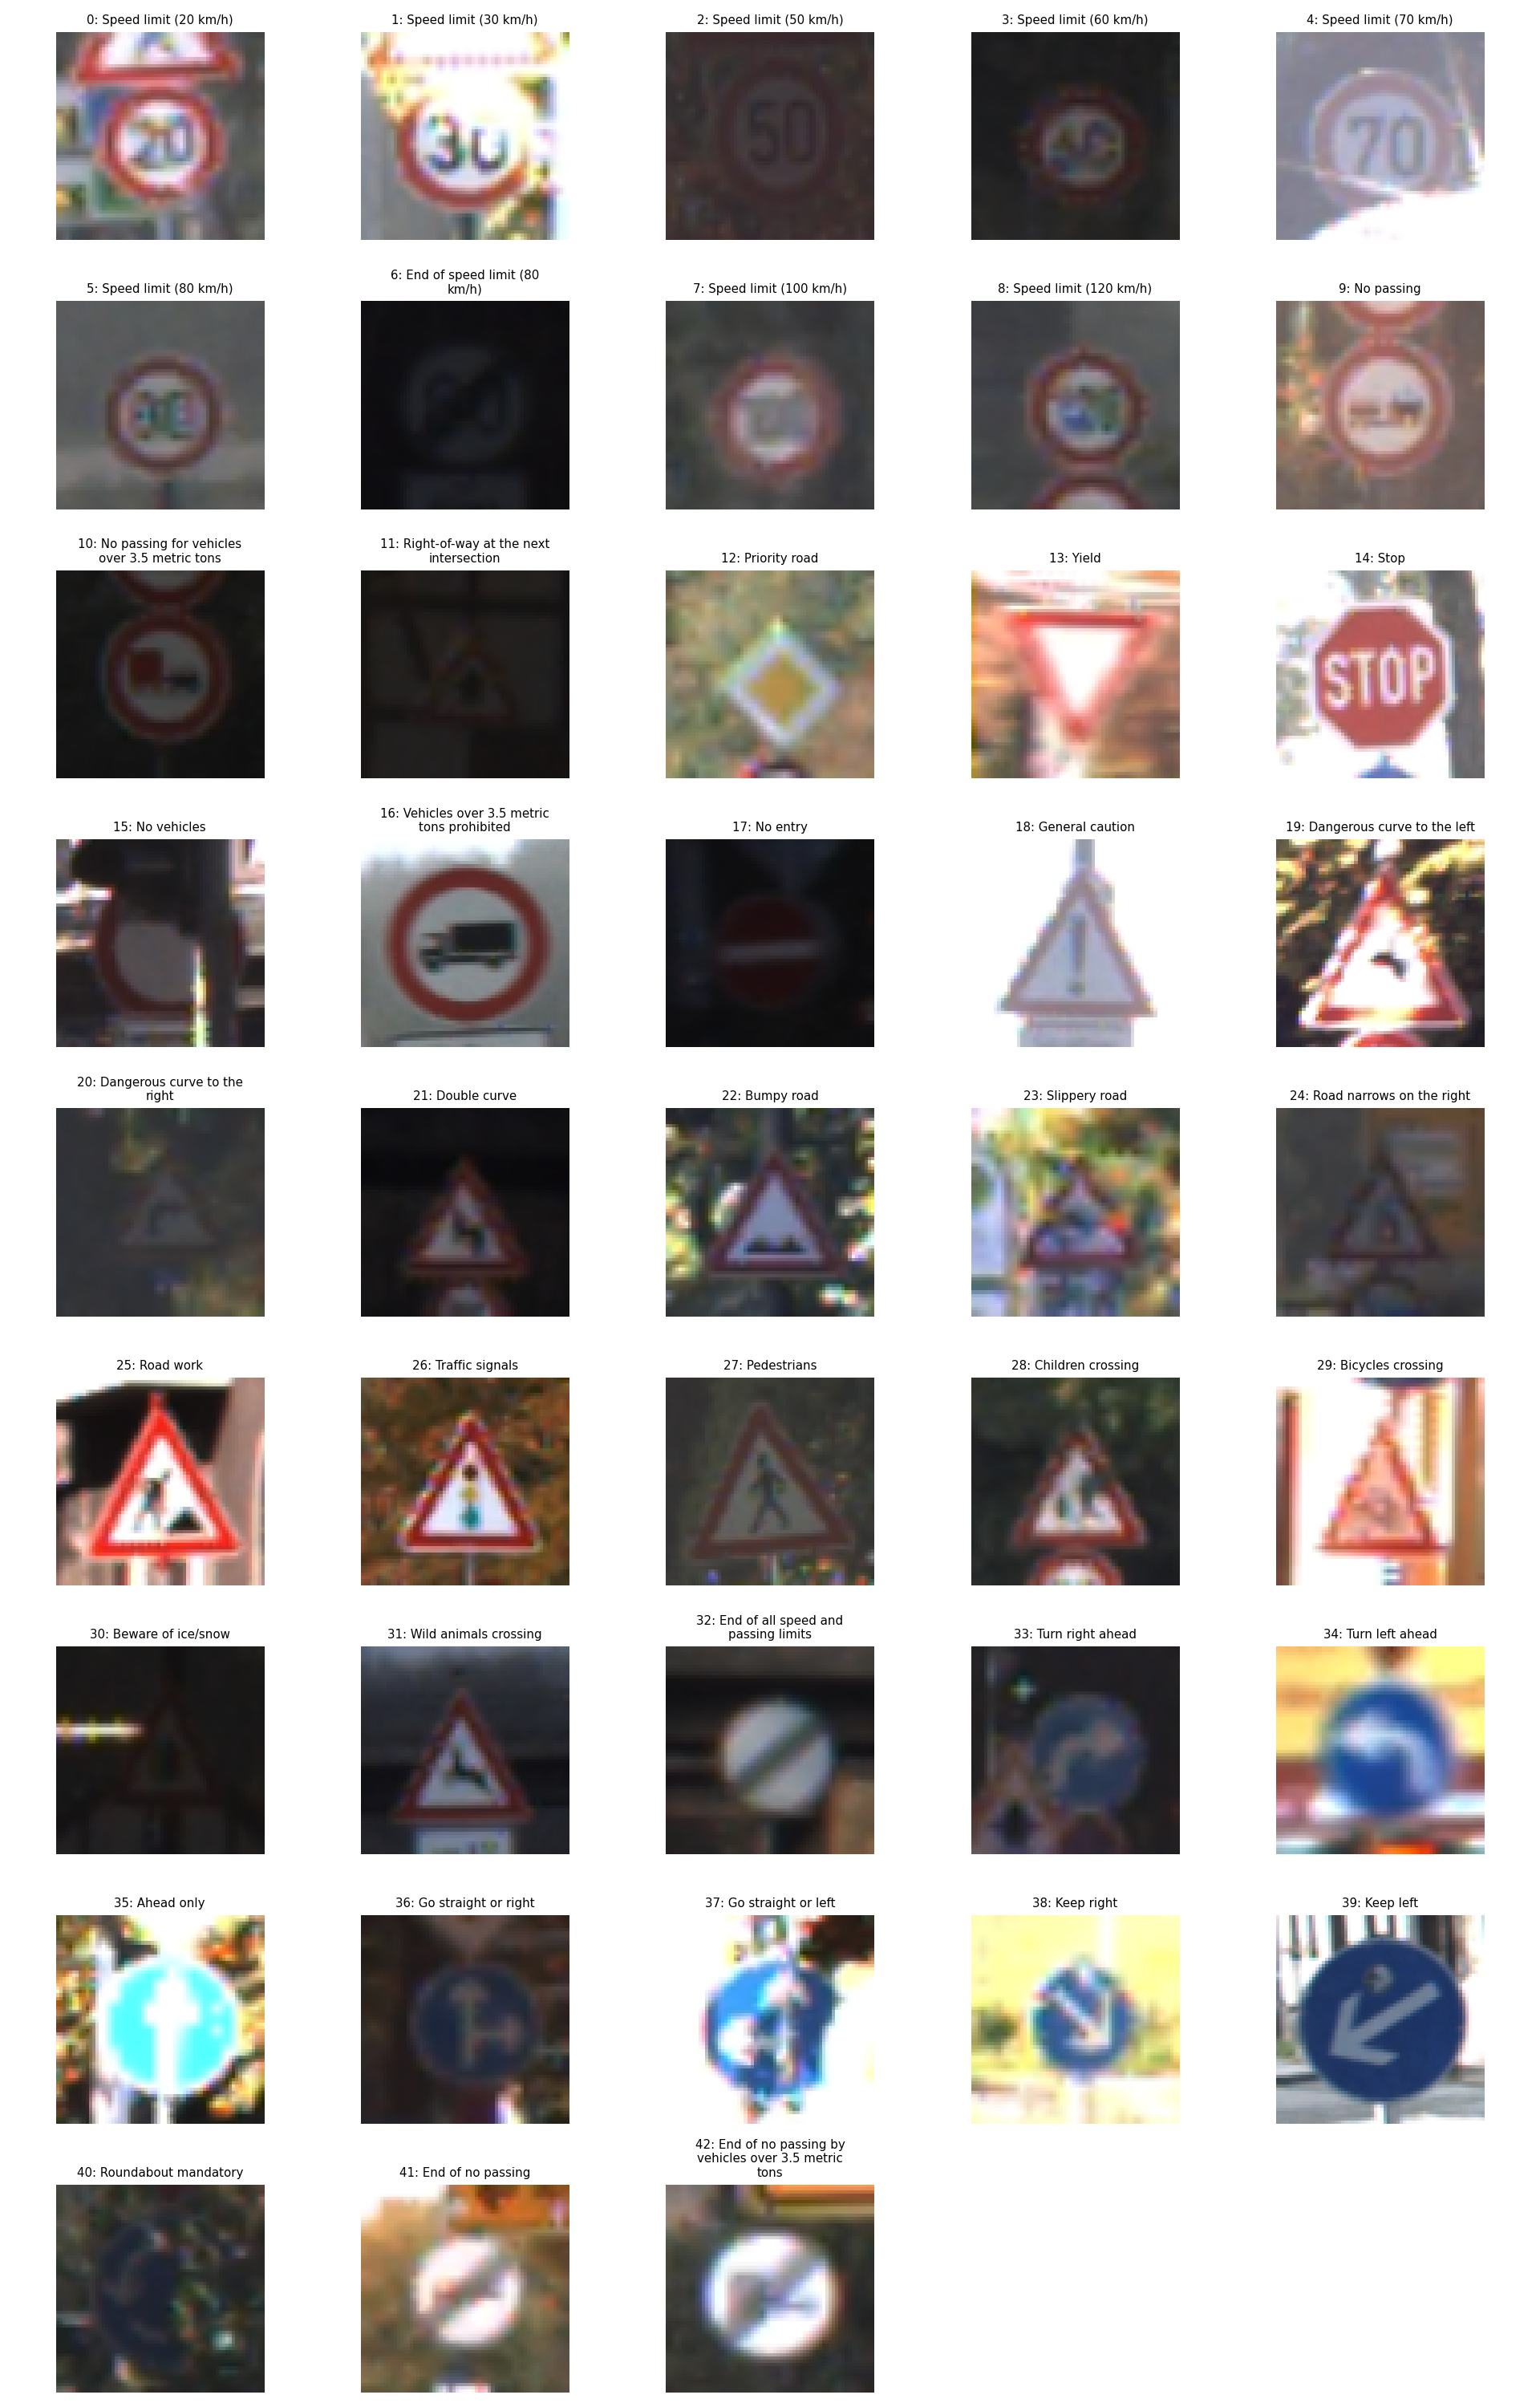 0: Speed limit (20 km/h)
1: Speed limit (30 km/h)
2: Speed limit (50 km/h)
3: Speed limit (60 km/h)
4: Speed limit (70 km/h)
20
30
50
60
70
5: Speed limit (80 km/h)
6: End of speed limit (80
km/h)
7: Speed limit (100 km/h)
8: Speed limit (120 km/h)
9: No passing
10: No passing for vehicles
over 3.5 metric tons
11: Right-of-way at the next
intersection
12: Priority road
13: Yield
14: Stop
STOP
15: No vehicles
16: Vehicles over 3.5 metric
tons prohibited
17: No entry
18: General caution
19: Dangerous curve to the left
!
20: Dangerous curve to the
right
21: Double curve
22: Bumpy road
23: Slippery road
24: Road narrows on the right
25: Road work
26: Traffic signals
27: Pedestrians
28: Children crossing
29: Bicycles crossing
30: Beware of ice/snow
31: Wild animals crossing
32: End of all speed and
passing limits
33: Turn right ahead
34: Turn left ahead
35: Ahead only
36: Go straight or right
37: Go straight or left
38: Keep right
39: Keep left
40: Roundabout mandatory
41: End of no passing
42: End of no passing by
vehicles over 3.5 metric
tons